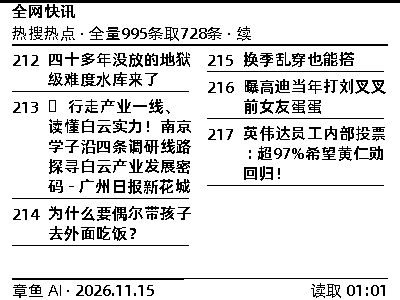 全网快讯
热搜热点 · 全量995条取728条 · 续
212 四十多年没放的地狱
级难度水库来了
213 行走产业一线、
读懂白云实力！南京
学子沿四条调研线路
探寻白云产业发展密
码 - 广州日报新花城
214 为什么要偶尔带孩子
去外面吃饭？
215 换季乱穿也能搭
216 曝高迪当年打刘叉叉
前女友蛋蛋
217 英伟达员工内部投票
：超97%希望黄仁勋
回归！
章鱼 AI · 2026.11.15
读取 01:01